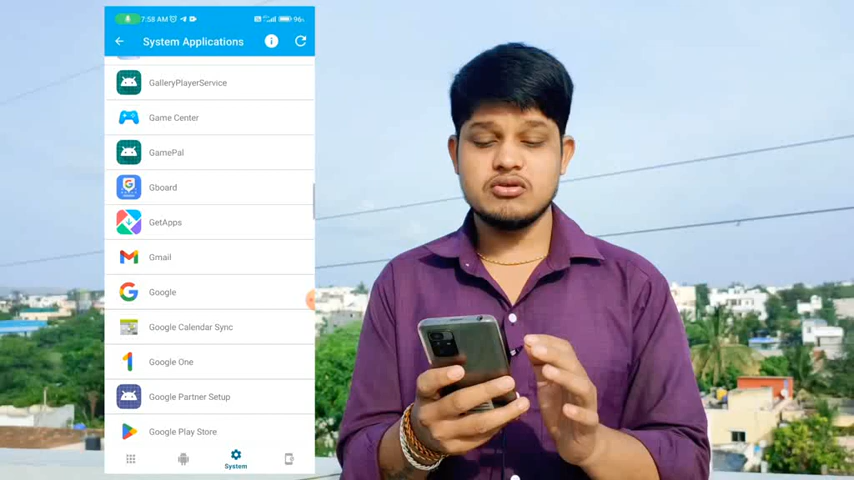 7:58 AM
96
System Applications
GalleryPlayerService
Game Center
GamePal
Gboard
GetApps
Gmail
Google
Google Calendar Sync
Google One
Google Partner Setup
Google Play Store
System